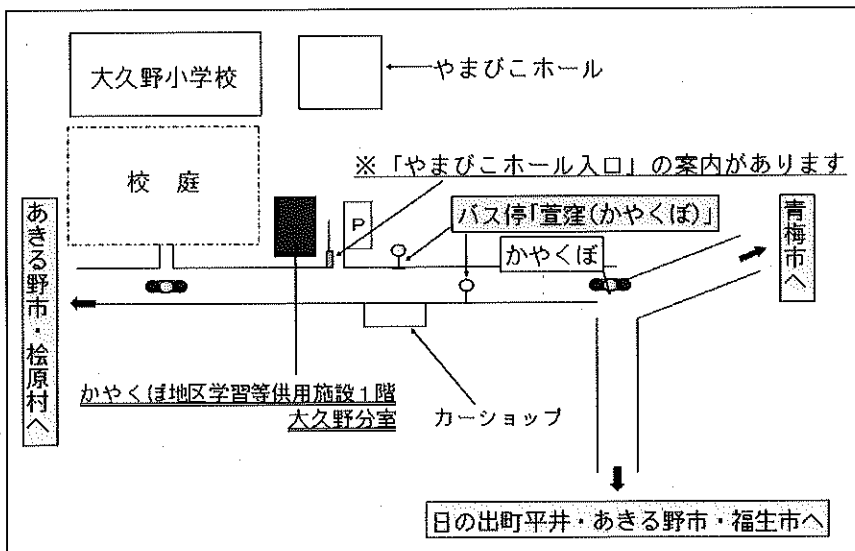 大久野小学校
やまびこホール
校庭
※「やまびこホール入口」の案内があります
P
バス停「萱窪(かやくぼ)」
かやくぼ
青梅市へ
あきる野市・桧原村へ
かやくぼ地区学習等供用施設1階
大久野分室
カーショップ
日の出町平井・あきる野市・福生市へ